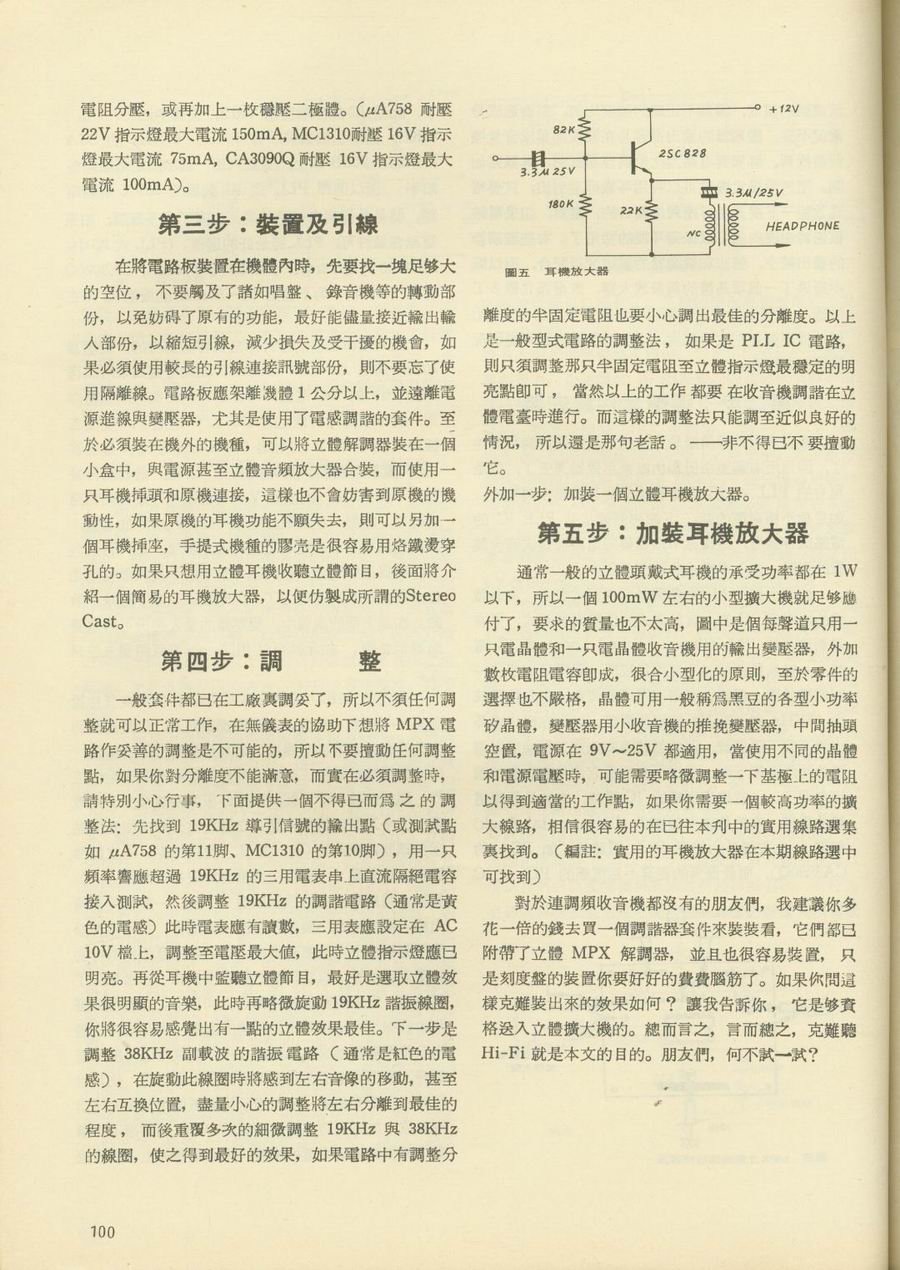 電阻分壓，或再加上一枚穩壓二極體。（μA758 耐壓
22V 指示燈最大電流 150mA, MC1310耐壓 16V 指示
燈最大電流 75mA, CA3090Q 耐壓 16V 指示燈最大
電流 100mA）。
第三步：裝置及引線
在將電路板裝置在機體內時，先要找一塊足够大
的空位，不要觸及了諸如唱盤、錄音機等的轉動部
份，以免妨碍了原有的功能，最好能儘量接近輸出輸
入部份，以縮短引線，減少損失及受干擾的機會，如
果必須使用較長的引線連接訊號部份，則不要忘了使
用隔離線。電路板應架離機體 1 公分以上，並遠離電
源進線與變壓器，尤其是使用了電感調諧的套件。至
於必須裝在機外的機種，可以將立體解調器裝在一個
小盒中，與電源甚至立體音頻放大器合裝，而使用一
只耳機揷頭和原機連接，這樣也不會妨害到原機的機
動性，如果原機的耳機功能不願失去，則可以另加一
個耳機揷座，手提式機種的膠壳是很容易用烙鐵燙穿
孔的。如果只想用立體耳機收聽立體節目，後面將介
紹一個簡易的耳機放大器，以便仿製成所謂的Stereo
Cast。
第四步：調　　整
一般套件都已在工廠裏調妥了，所以不須任何調
整就可以正常工作，在無儀表的協助下想將 MPX 電
路作妥善的調整是不可能的，所以不要擅動任何調整
點，如果你對分離度不能滿意，而實在必須調整時，
請特別小心行事，下面提供一個不得已而爲之的調
整法：先找到 19KHz 導引信號的輸出點（或測試點
如 μA758 的第11脚、MC1310 的第10脚），用一只
頻率響應超過 19KHz 的三用電表串上直流隔絕電容
接入測試，然後調整 19KHz 的調諧電路（通常是黃
色的電感）此時電表應有讀數，三用表應設定在 AC
10V 檔上，調整至電壓最大値，此時立體指示燈應已
明亮。再從耳機中監聽立體節目，最好是選取立體效
果很明顯的音樂，此時再略微旋動 19KHz 諧振線圈，
你將很容易感覺出有一點的立體效果最佳。下一步是
調整 38KHz 副載波的諧振電路（通常是紅色的電
感），在旋動此線圈時將感到左右音像的移動，甚至
左右互換位置，盡量小心的調整將左右分離到最佳的
程度，而後重覆多次的細微調整 19KHz 與 38KHz
的線圈，使之得到最好的效果，如果電路中有調整分
+12V
82K
2SC828
3.3μ 25V
180K
22K
3.3μ/25V
NC
HEADPHONE
圖五　耳機放大器
離度的半固定電阻也要小心調出最佳的分離度。以上
是一般型式電路的調整法，如果是 PLL IC 電路，
則只須調整那只半固定電阻至立體指示燈最穩定的明
亮點卽可，當然以上的工作都要在收音機調諧在立
體電臺時進行。而這樣的調整法只能調至近似良好的
情況，所以還是那句老話。——非不得已不要擅動
它。
外加一步：加裝一個立體耳機放大器。
第五步：加裝耳機放大器
通常一般的立體頭戴式耳機的承受功率都在 1W
以下，所以一個 100mW 左右的小型擴大機就足够應
付了，要求的質量也不太高，圖中是個每聲道只用一
只電晶體和一只電晶體收音機用的輸出變壓器，外加
數枚電阻電容卽成，很合小型化的原則，至於零件的
選擇也不嚴格，晶體可用一般稱爲黑豆的各型小功率
矽晶體，變壓器用小收音機的推挽變壓器，中間抽頭
空置，電源在 9V～25V 都適用，當使用不同的晶體
和電源電壓時，可能需要略微調整一下基極上的電阻
以得到適當的工作點，如果你需要一個較高功率的擴
大線路，相信很容易的在已往本刋中的實用線路選集
裏找到。（編註：實用的耳機放大器在本期線路選中
可找到）
對於連調頻收音機都沒有的朋友們，我建議你多
花一倍的錢去買一個調諧器套件來裝裝看，它們都已
附帶了立體 MPX 解調器，並且也很容易裝置，只
是刻度盤的裝置你要好好的費費腦筋了。如果你問這
樣克難裝出來的效果如何？讓我告訴你，它是够資
格送入立體擴大機的。總而言之，言而總之，克難聽
Hi-Fi 就是本文的目的。朋友們，何不試一試？
100